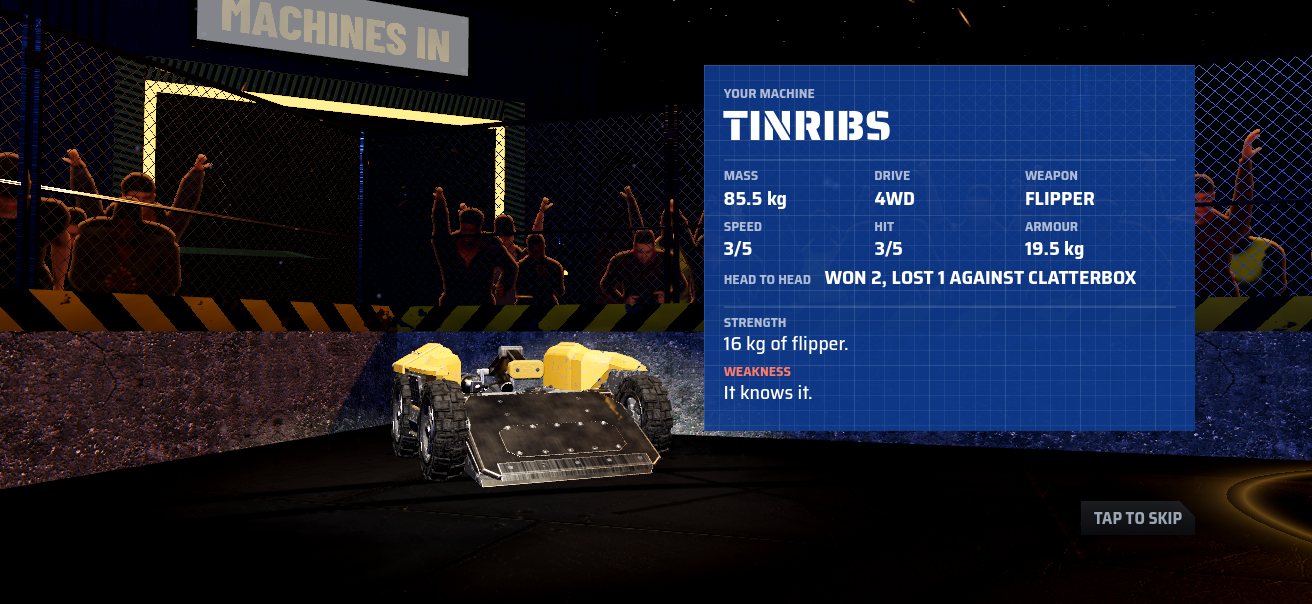 MACHINES IN
YOUR MACHINE
TINRIBS
MASS DRIVE WEAPON
85.5 kg 4WD FLIPPER
SPEED HIT ARMOUR
3/5 3/5 19.5 kg
HEAD TO HEAD WON 2, LOST 1 AGAINST CLATTERBOX
STRENGTH
16 kg of flipper.
WEAKNESS
It knows it.
TAP TO SKIP